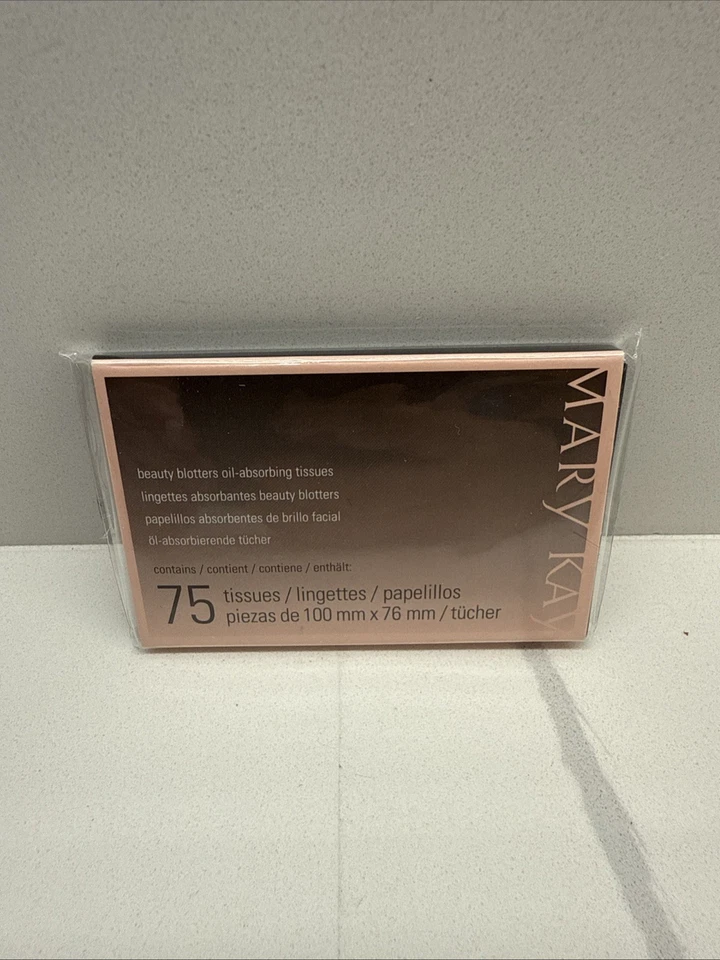 beauty blotters oil-absorbing tissues
lingettes absorbantes beauty blotters
papelillos absorbentes de brillo facial
öl-absorbierende tücher
contains / contient / contiene / enthält:
75 tissues / lingettes / papelillos
piezas de 100 mm x 76 mm / tücher
MARY KAY